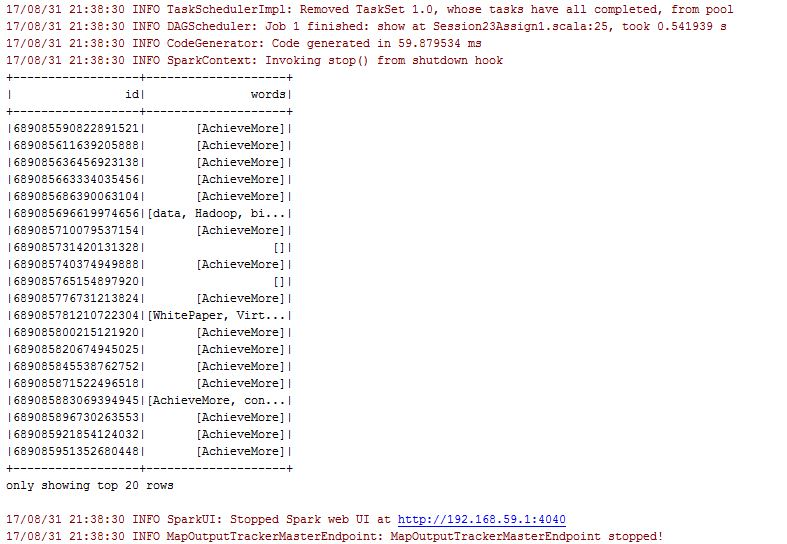 17/08/31 21:38:30 INFO TaskSchedulerImpl: Removed TaskSet 1.0, whose tasks have all completed, from pool
17/08/31 21:38:30 INFO DAGScheduler: Job 1 finished: show at Session23Assign1.scala:25, took 0.541939 s
17/08/31 21:38:30 INFO CodeGenerator: Code generated in 59.879534 ms
17/08/31 21:38:30 INFO SparkContext: Invoking stop() from shutdown hook
+------------------+--------------------+
|                id|               words|
+------------------+--------------------+
|689085590822891521|       [AchieveMore]|
|689085611639205888|       [AchieveMore]|
|689085636456923138|       [AchieveMore]|
|689085663334035456|       [AchieveMore]|
|689085686390063104|       [AchieveMore]|
|689085696619974656|[data, Hadoop, bi...|
|689085710079537154|       [AchieveMore]|
|689085731420131328|                  []|
|689085740374949888|       [AchieveMore]|
|689085765154897920|                  []|
|689085776731213824|       [AchieveMore]|
|689085781210722304|[WhitePaper, Virt...|
|689085800215121920|       [AchieveMore]|
|689085820674945025|       [AchieveMore]|
|689085845538762752|       [AchieveMore]|
|689085871522496518|       [AchieveMore]|
|689085883069394945|[AchieveMore, con...|
|689085896730263553|       [AchieveMore]|
|689085921854124032|       [AchieveMore]|
|689085951352680448|       [AchieveMore]|
+------------------+--------------------+
only showing top 20 rows
17/08/31 21:38:30 INFO SparkUI: Stopped Spark web UI at http://192.168.59.1:4040
17/08/31 21:38:30 INFO MapOutputTrackerMasterEndpoint: MapOutputTrackerMasterEndpoint stopped!